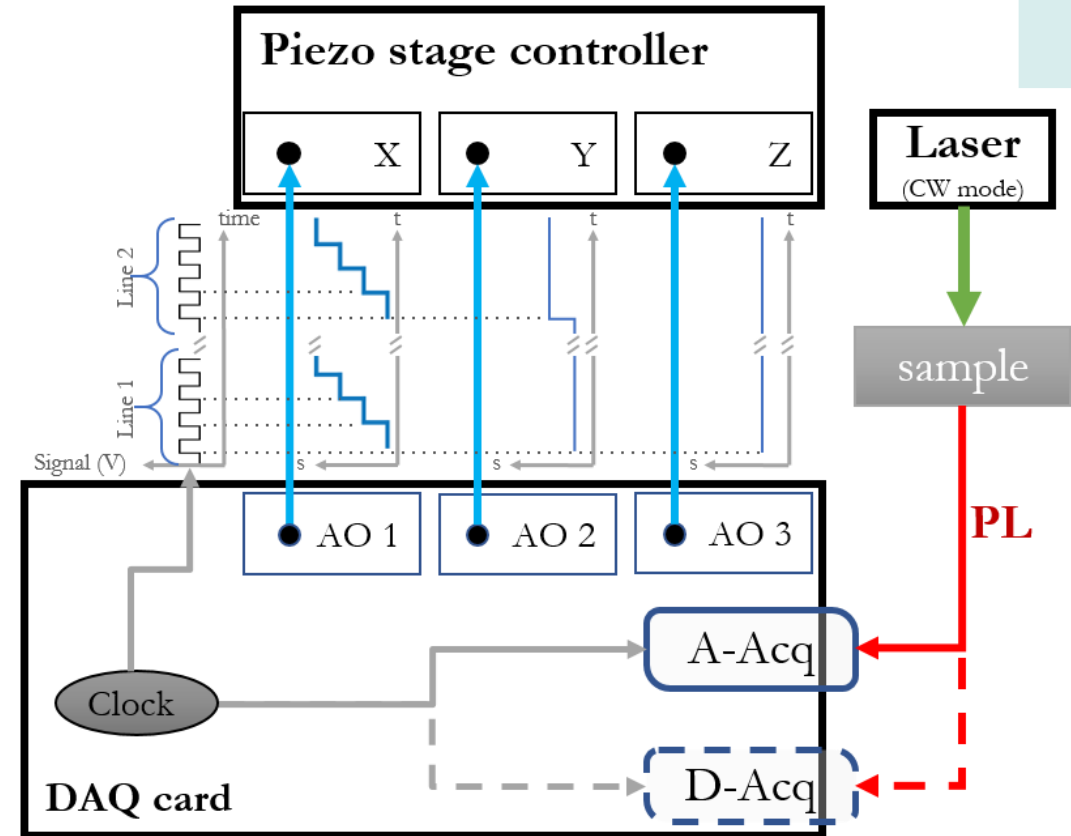 Piezo stage controller
X
Y
Z
Laser
(CW mode)
time
t
t
t
Line 2
Line 1
sample
Signal (V)
s
s
s
PL
AO 1
AO 2
AO 3
A-Acq
Clock
D-Acq
DAQ card